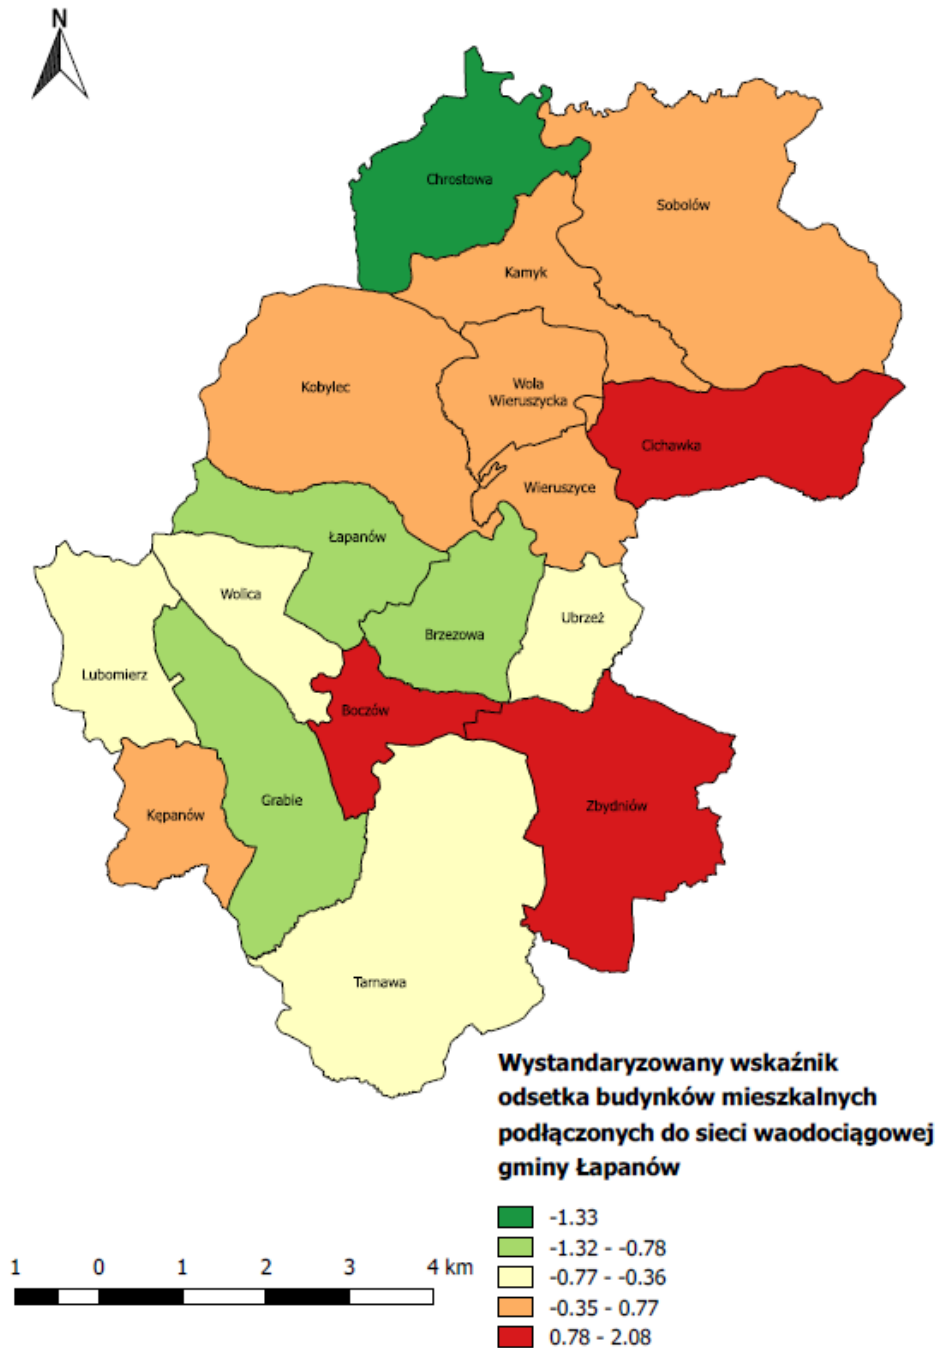 N
Chrostowa
Sobolów
Kamyk
Kobylec
Wola
Wieruszycka
Cichawka
Wieruszyce
Łapanów
Wolica
Ubrzeż
Brzezowa
Lubomierz
Boczów
Grabie
Zbydniów
Kępanów
Tarnawa
Wystandaryzowany wskaźnik
odsetka budynków mieszkalnych
podłączonych do sieci waodociągowej
gminy Łapanów
-1.33
-1.32 - -0.78
-0.77 - -0.36
-0.35 - 0.77
0.78 - 2.08
1 0 1 2 3 4 km